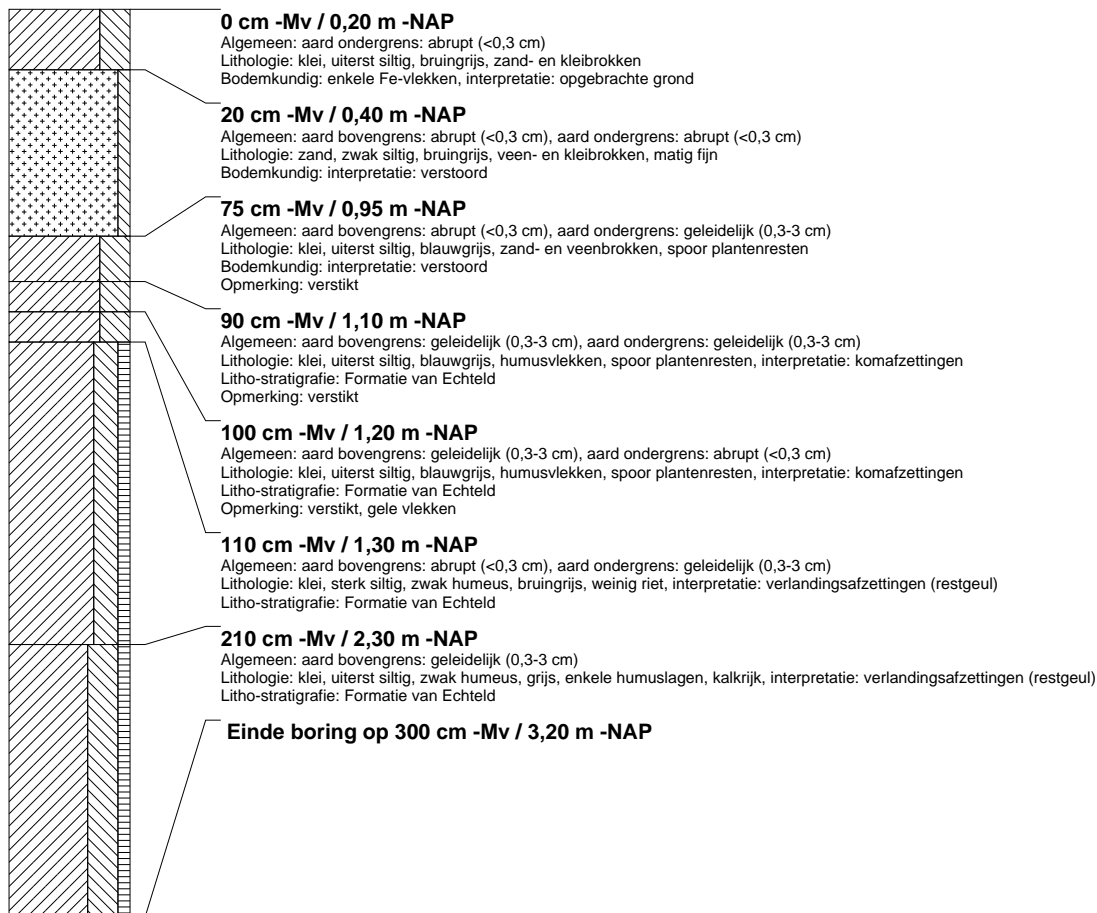 0 cm -Mv / 0,20 m -NAP
Algemeen: aard ondergrens: abrupt (<0,3 cm)
Lithologie: klei, uiterst siltig, bruingrijs, zand- en kleibrokken
Bodemkundig: enkele Fe-vlekken, interpretatie: opgebrachte grond
20 cm -Mv / 0,40 m -NAP
Algemeen: aard bovengrens: abrupt (<0,3 cm), aard ondergrens: abrupt (<0,3 cm)
Lithologie: zand, zwak siltig, bruingrijs, veen- en kleibrokken, matig fijn
Bodemkundig: interpretatie: verstoord
75 cm -Mv / 0,95 m -NAP
Algemeen: aard bovengrens: abrupt (<0,3 cm), aard ondergrens: geleidelijk (0,3-3 cm)
Lithologie: klei, uiterst siltig, blauwgrijs, zand- en veenbrokken, spoor plantenresten
Bodemkundig: interpretatie: verstoord
Opmerking: verstikt
90 cm -Mv / 1,10 m -NAP
Algemeen: aard bovengrens: geleidelijk (0,3-3 cm), aard ondergrens: geleidelijk (0,3-3 cm)
Lithologie: klei, uiterst siltig, blauwgrijs, humusvlekken, spoor plantenresten, interpretatie: komafzettingen
Litho-stratigrafie: Formatie van Echteld
Opmerking: verstikt
100 cm -Mv / 1,20 m -NAP
Algemeen: aard bovengrens: geleidelijk (0,3-3 cm), aard ondergrens: abrupt (<0,3 cm)
Lithologie: klei, uiterst siltig, blauwgrijs, humusvlekken, spoor plantenresten, interpretatie: komafzettingen
Litho-stratigrafie: Formatie van Echteld
Opmerking: verstikt, gele vlekken
110 cm -Mv / 1,30 m -NAP
Algemeen: aard bovengrens: abrupt (<0,3 cm), aard ondergrens: geleidelijk (0,3-3 cm)
Lithologie: klei, sterk siltig, zwak humeus, bruingrijs, weinig riet, interpretatie: verlandingsafzettingen (restgeul)
Litho-stratigrafie: Formatie van Echteld
210 cm -Mv / 2,30 m -NAP
Algemeen: aard bovengrens: geleidelijk (0,3-3 cm)
Lithologie: klei, uiterst siltig, zwak humeus, grijs, enkele humuslagen, kalkrijk, interpretatie: verlandingsafzettingen (restgeul)
Litho-stratigrafie: Formatie van Echteld
Einde boring op 300 cm -Mv / 3,20 m -NAP